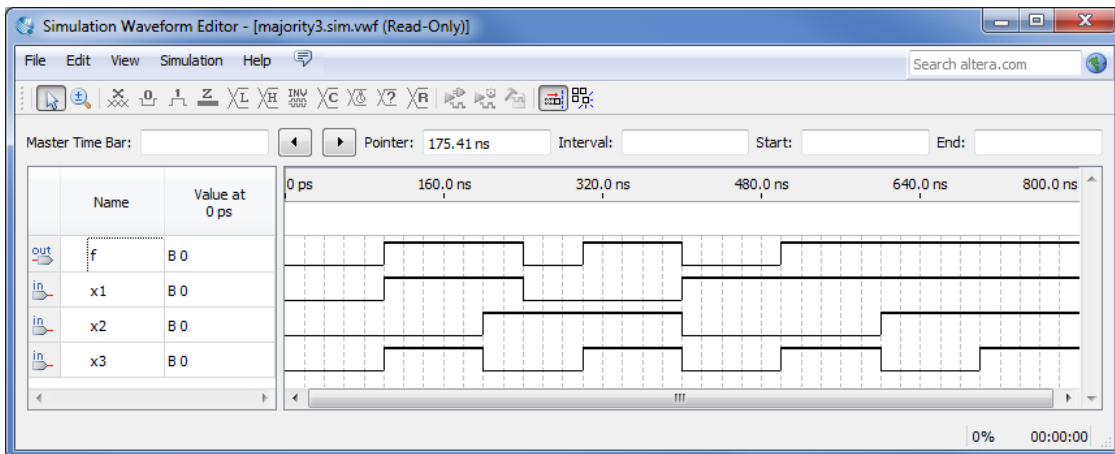 Simulation Waveform Editor - [majority3.sim.vwf (Read-Only)]
File Edit View Simulation Help
Search altera.com
Master Time Bar: Pointer: 175.41 ns Interval: Start: End:
Name Value at 0 ps
0 ps 160.0 ns 320.0 ns 480.0 ns 640.0 ns 800.0 ns
out f B 0
in x1 B 0
in x2 B 0
in x3 B 0
0% 00:00:00